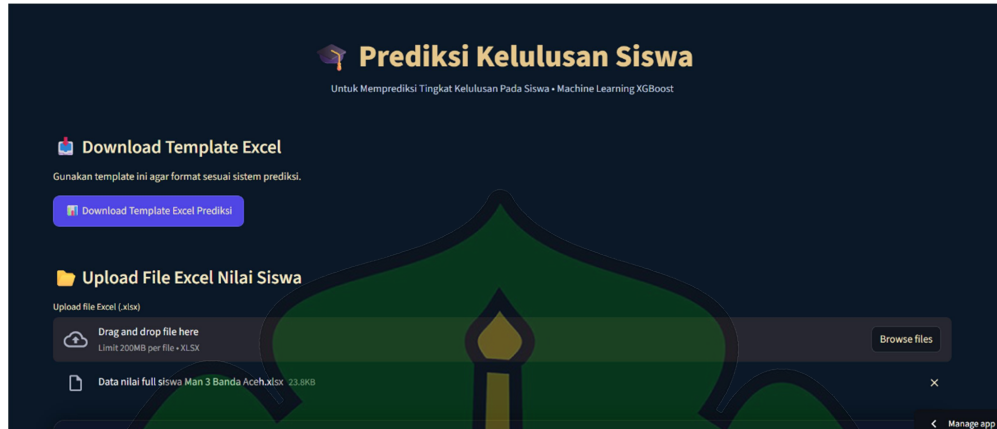 Prediksi Kelulusan Siswa
Untuk Memprediksi Tingkat Kelulusan Pada Siswa • Machine Learning XGBoost
Download Template Excel
Gunakan template ini agar format sesuai sistem prediksi.
Download Template Excel Prediksi
Upload File Excel Nilai Siswa
Upload file Excel (.xlsx)
Drag and drop file here
Limit 200MB per file • XLSX
Browse files
Data nilai full siswa Man 3 Banda Aceh.xlsx 23.8KB
Manage app